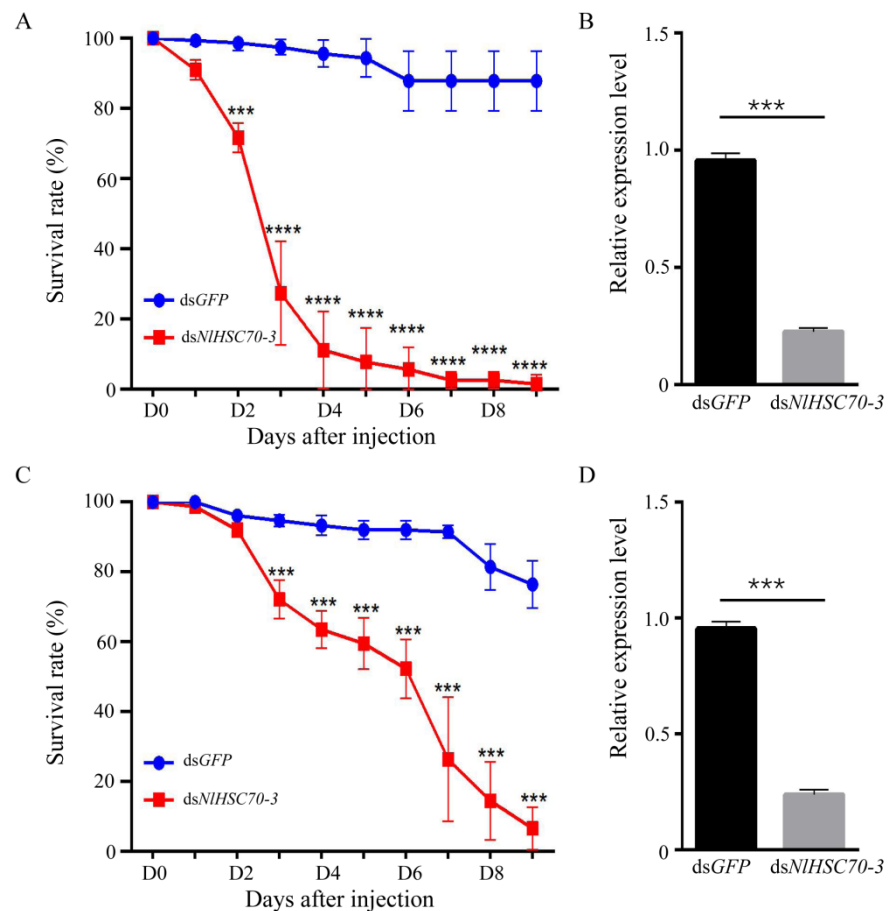 A
100
80
60
40
20
0
Survival rate (%)
***
****
****
****
****
****
****
****
dsGFP
dsNlHSC70-3
D0 D2 D4 D6 D8
Days after injection
B
1.5
1.0
0.5
0
Relative expression level
***
dsGFP dsNlHSC70-3
C
100
80
60
40
20
0
Survival rate (%)
***
***
***
***
***
***
***
dsGFP
dsNlHSC70-3
D0 D2 D4 D6 D8
Days after injection
D
1.5
1.0
0.5
0
Relative expression level
***
dsGFP dsNlHSC70-3